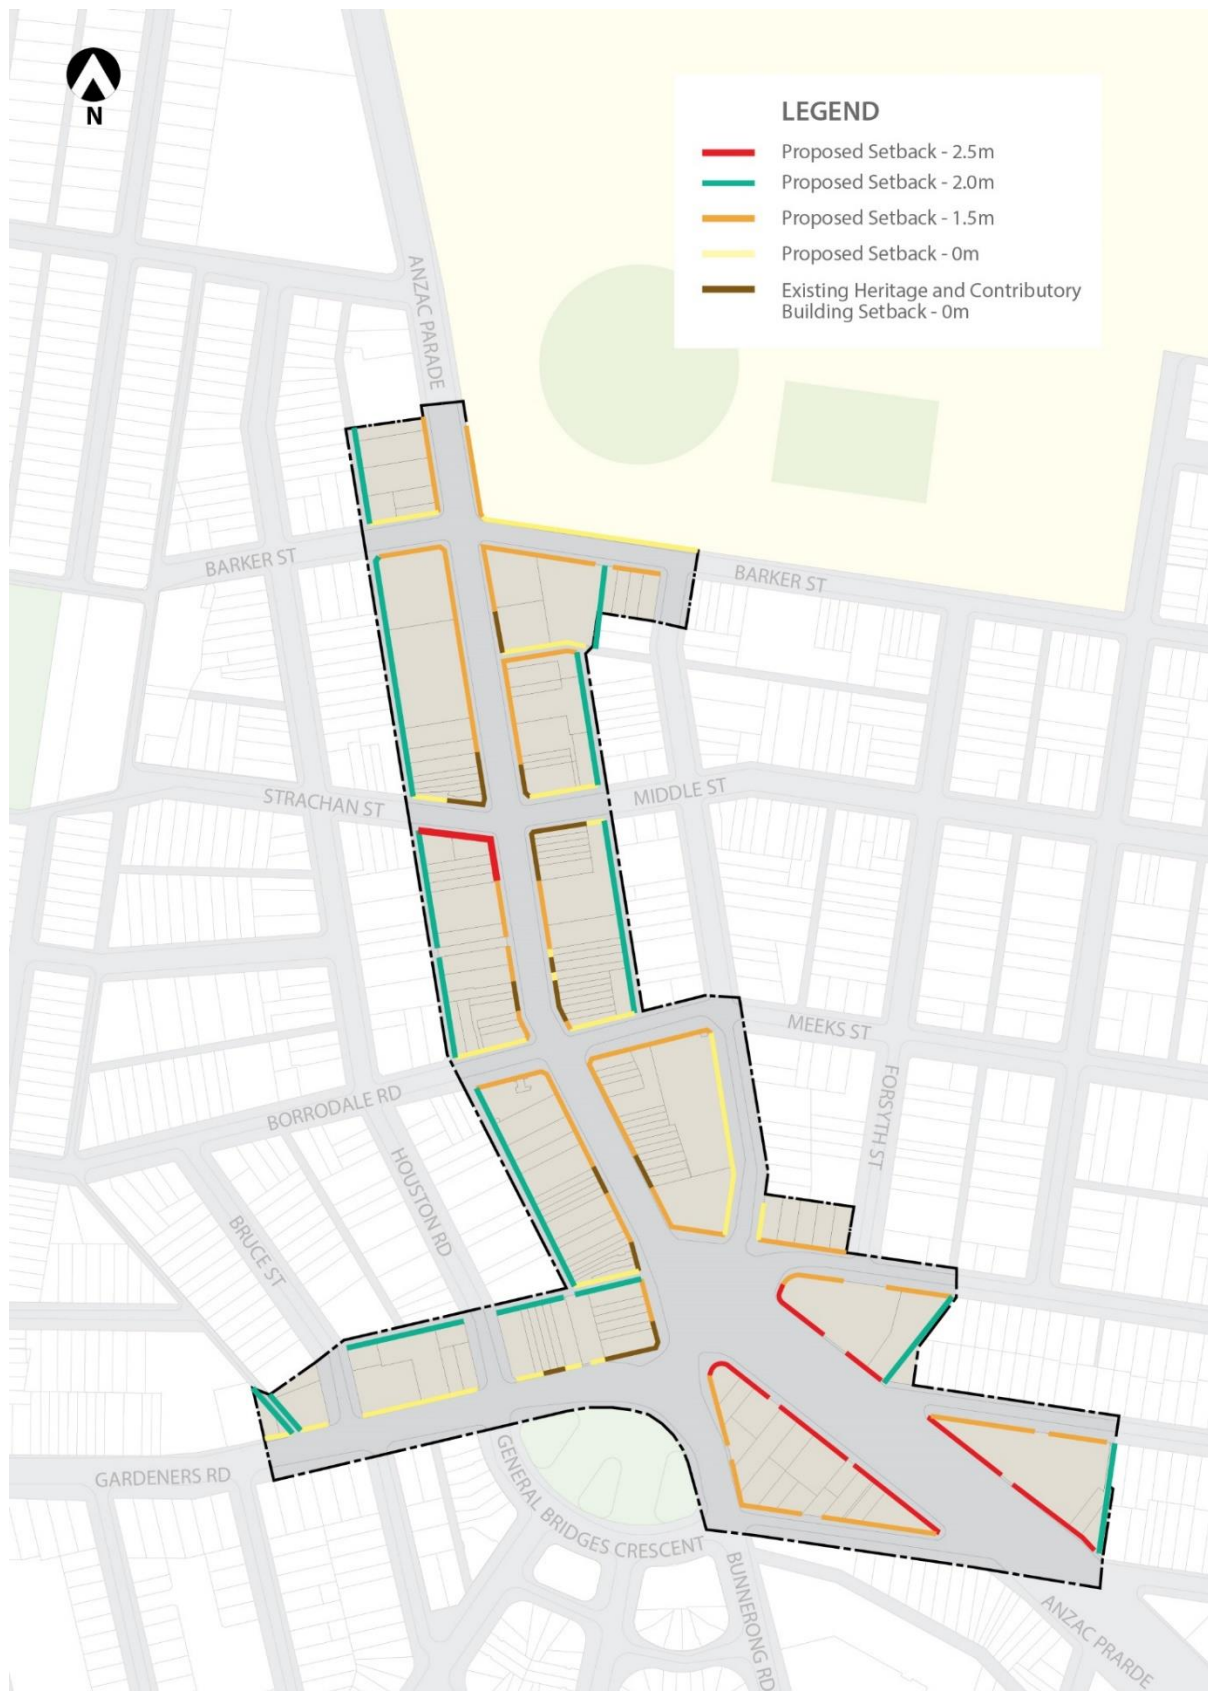 N
LEGEND
Proposed Setback - 2.5m
Proposed Setback - 2.0m
Proposed Setback - 1.5m
Proposed Setback - 0m
Existing Heritage and Contributory
Building Setback - 0m
ANZAC PARADE
BARKER ST
BARKER ST
STRACHAN ST
MIDDLE ST
MEEKS ST
FORSYTH ST
BORRODALE RD
HOUSTON RD
BRUCE ST
GARDENERS RD
GENERAL BRIDGES CRESCENT
BUNNERONG RD
ANZAC PRARDE